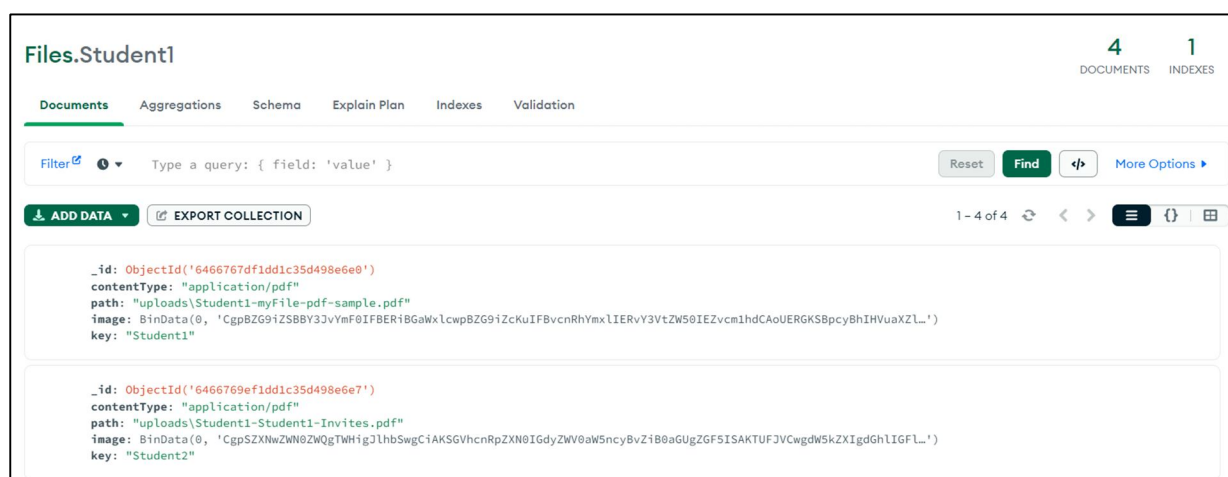 Files.Student1
4 1
DOCUMENTS INDEXES
Documents Aggregations Schema Explain Plan Indexes Validation
Filter Type a query: { field: 'value' } Reset Find </> More Options
ADD DATA EXPORT COLLECTION 1 – 4 of 4 {}
_id: ObjectId('6466767df1dd1c35d498e6e0')
contentType: "application/pdf"
path: "uploads\Student1-myFile-pdf-sample.pdf"
image: BinData(0, 'CgpBZG9iZSBBY3JvYmF0IFBERiBGaWxlcwpBZG9iZcKuIFBvcnRhYmxlIERvY3VtZW50IEZvcm1hdCAoUERGKSBpcyBhIHVuaXZl…')
key: "Student1"
_id: ObjectId('6466769ef1dd1c35d498e6e7')
contentType: "application/pdf"
path: "uploads\Student1-Student1-Invites.pdf"
image: BinData(0, 'CgpSZXNwZWN0ZWQgTWHigJlhbSwgCiAKSGVhcnRpZXN0IGdyZWV0aW5ncyBvZiB0aGUgZGF5ISAKTUFJVCwgdW5kZXIgdGhlIGFl…')
key: "Student2"